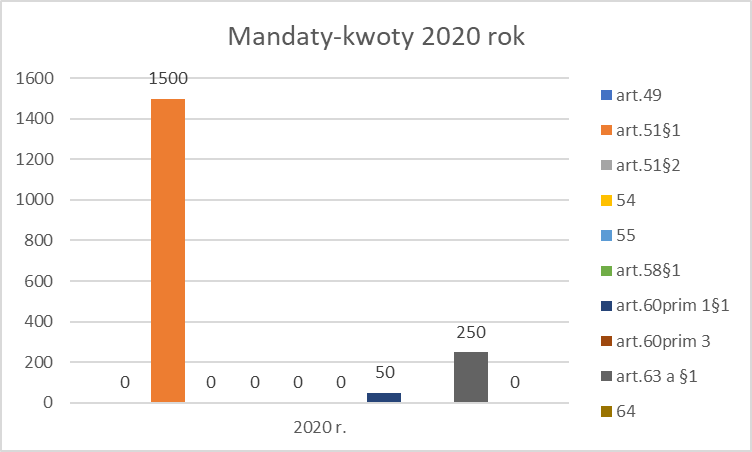 Mandaty-kwoty 2020 rok
1600
1400
1200
1000
800
600
400
200
0
0
1500
0
0
0
0
50
250
0
2020 r.
art.49
art.51§1
art.51§2
54
55
art.58§1
art.60prim 1§1
art.60prim 3
art.63 a §1
64